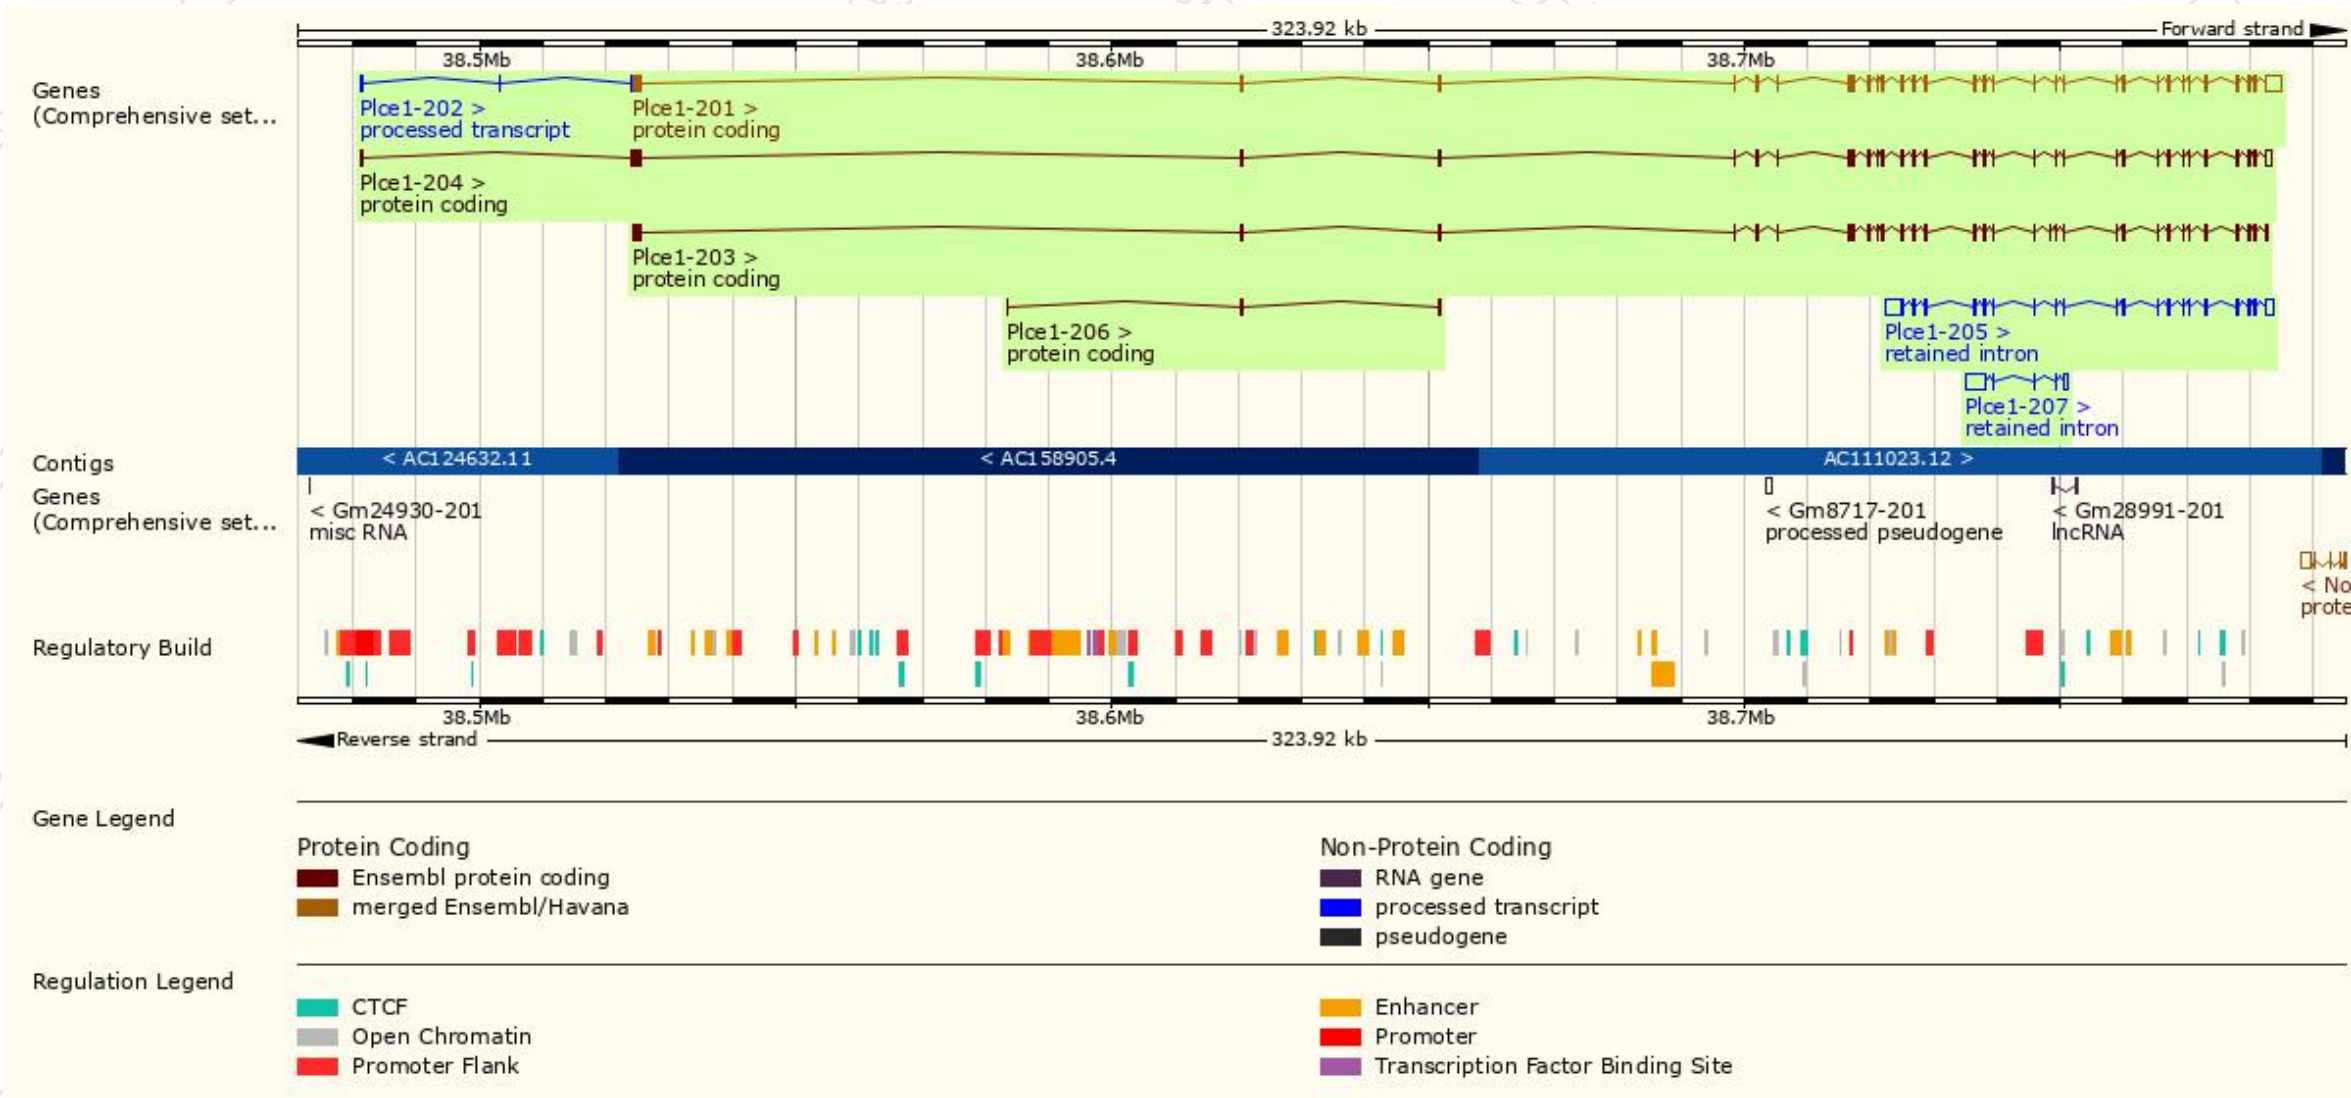 323.92 kb
Forward strand
38.5Mb 38.6Mb 38.7Mb
Genes
(Comprehensive set...
Plce1-202 >
processed transcript
Plce1-201 >
protein coding
Plce1-204 >
protein coding
Plce1-203 >
protein coding
Plce1-206 >
protein coding
Plce1-205 >
retained intron
Plce1-207 >
retained intron
Contigs
< AC124632.11 < AC158905.4 AC111023.12 >
Genes
(Comprehensive set...
< Gm24930-201
misc RNA
< Gm8717-201
processed pseudogene
< Gm28991-201
lncRNA
< No
prote
Regulatory Build
38.5Mb 38.6Mb 38.7Mb
Reverse strand
323.92 kb
Gene Legend
Protein Coding
Ensembl protein coding
merged Ensembl/Havana
Non-Protein Coding
RNA gene
processed transcript
pseudogene
Regulation Legend
CTCF
Open Chromatin
Promoter Flank
Enhancer
Promoter
Transcription Factor Binding Site